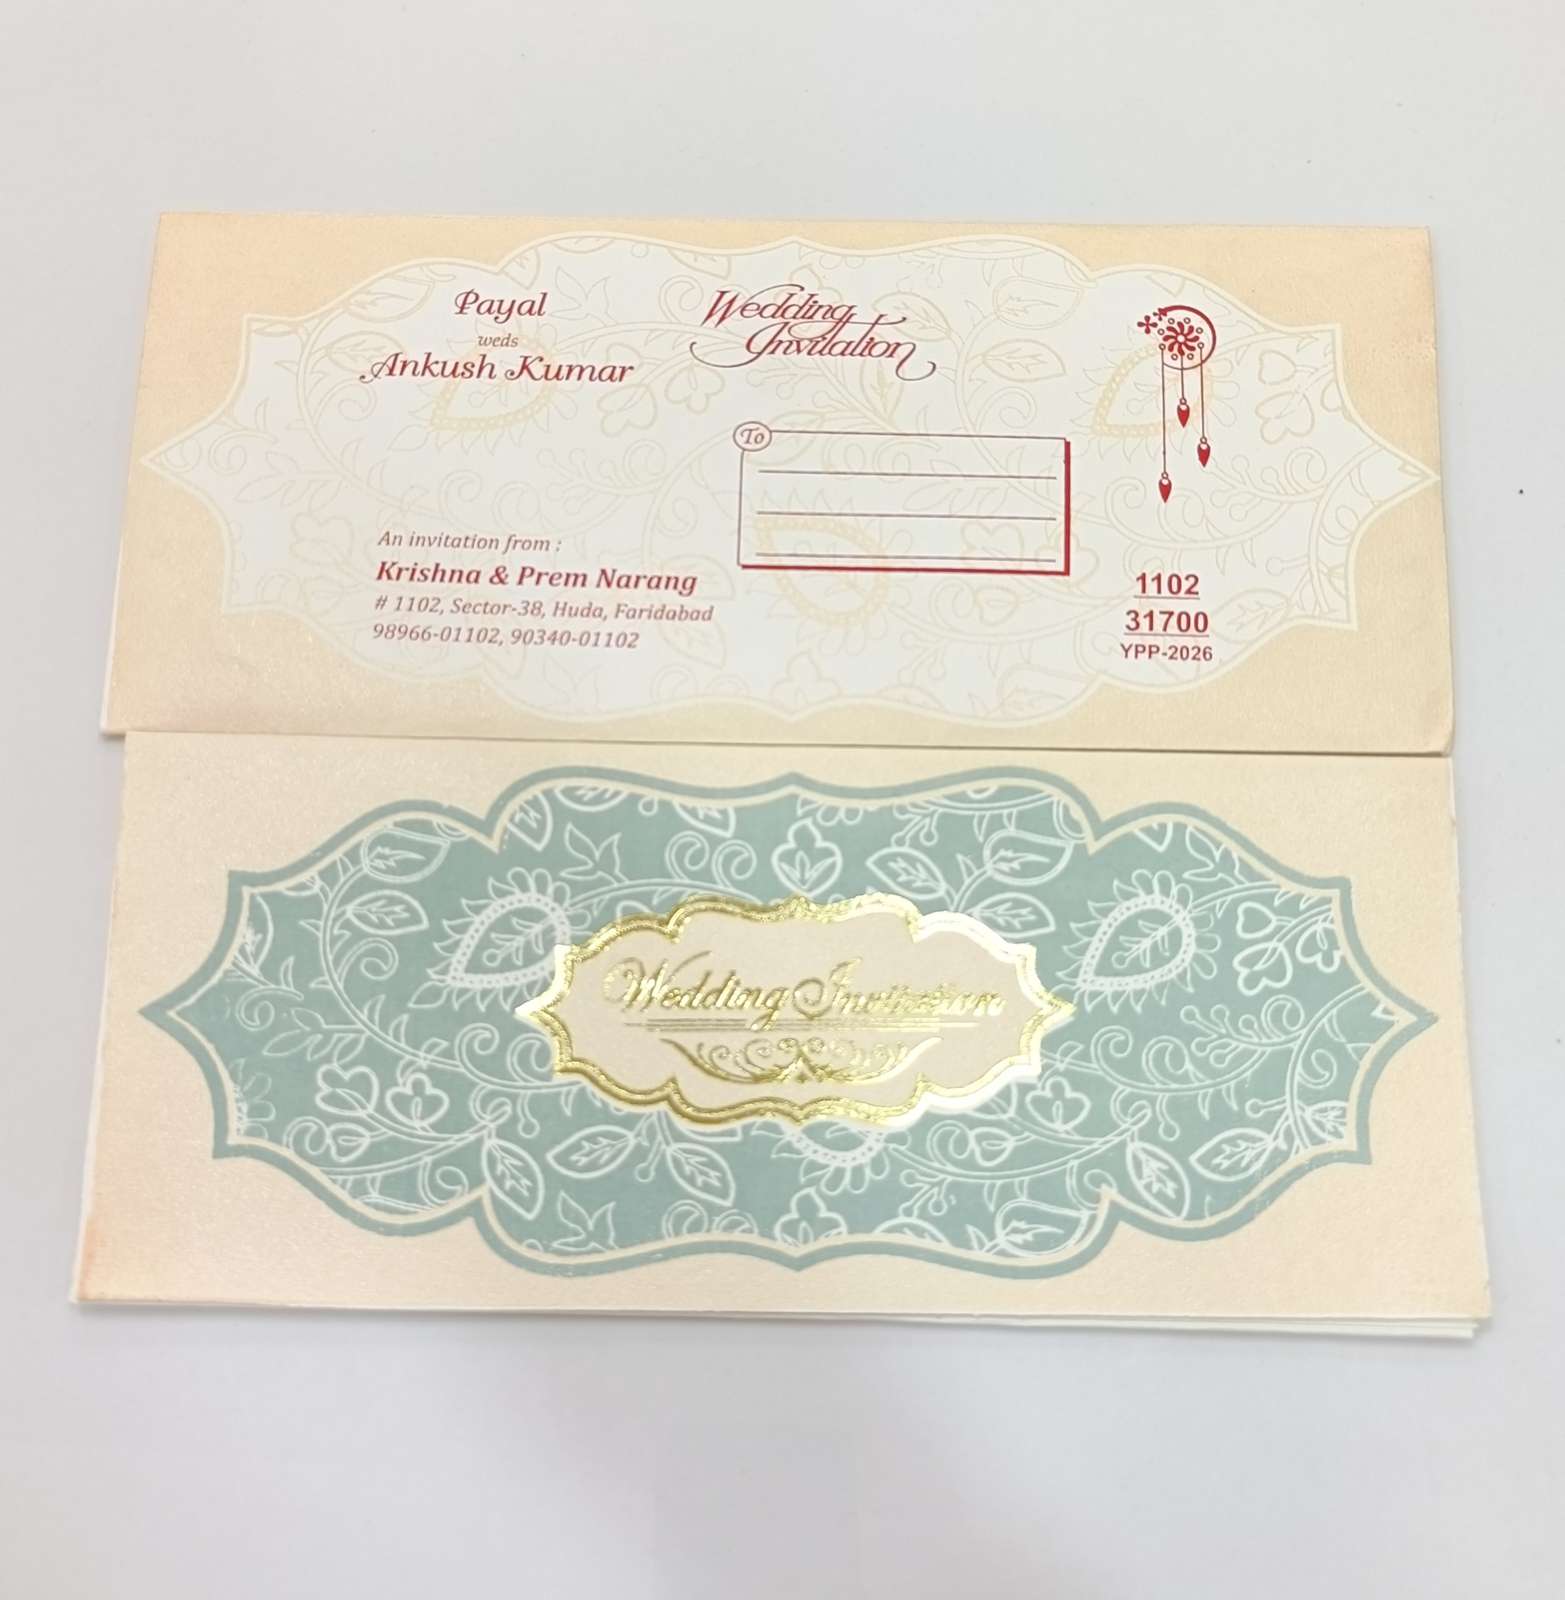 Payal
weds
Ankush Kumar
Wedding
Invitation
To
An invitation from :
Krishna & Prem Narang
# 1102, Sector-38, Huda, Faridabad
98966-01102, 90340-01102
1102
31700
YPP-2026
Wedding Invitation